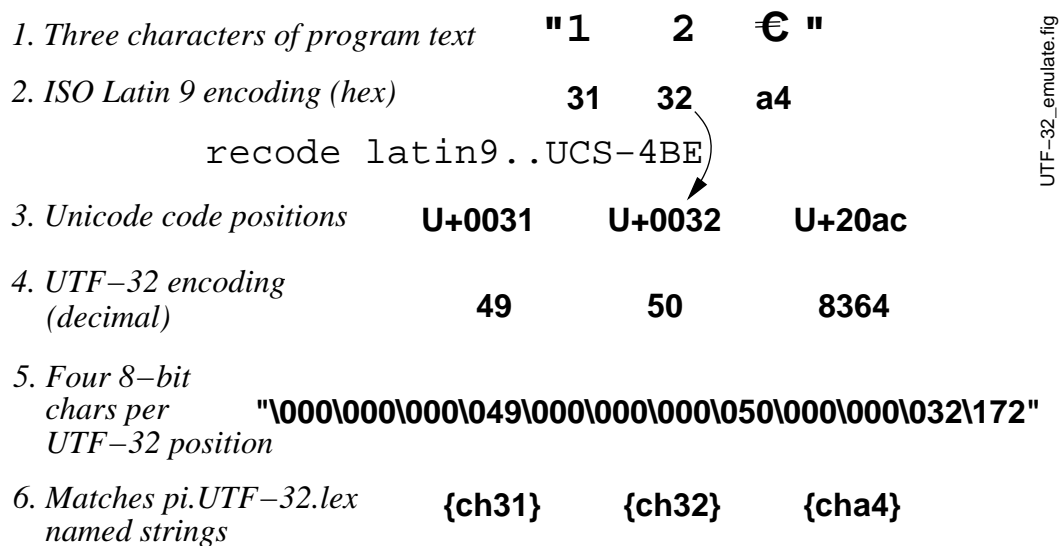 1. Three characters of program text "1 2 € "
2. ISO Latin 9 encoding (hex) 31 32 a4
recode latin9..UCS−4BE
3. Unicode code positions U+0031 U+0032 U+20ac
4. UTF−32 encoding
(decimal) 49 50 8364
5. Four 8−bit
chars per "\000\000\000\049\000\000\000\050\000\000\032\172"
UTF−32 position
6. Matches pi.UTF−32.lex {ch31} {ch32} {cha4}
named strings
UTF−32_emulate.fig